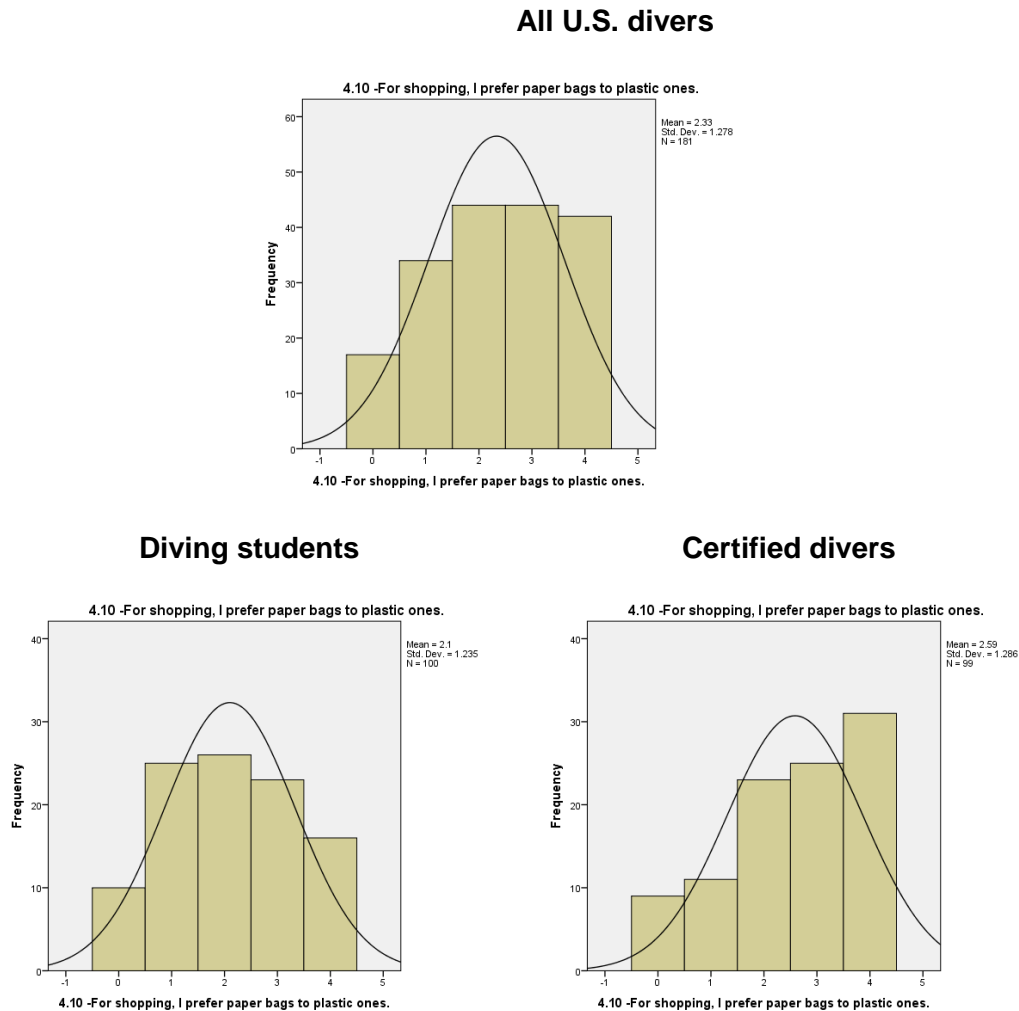 All U.S. divers
4.10 -For shopping, I prefer paper bags to plastic ones.
Mean = 2.33
Std. Dev. = 1.278
N = 181
60
50
40
30
20
10
0
Frequency
-1 0 1 2 3 4 5
4.10 -For shopping, I prefer paper bags to plastic ones.
Diving students
4.10 -For shopping, I prefer paper bags to plastic ones.
Mean = 2.1
Std. Dev. = 1.235
N = 100
40
30
20
10
0
Frequency
-1 0 1 2 3 4 5
4.10 -For shopping, I prefer paper bags to plastic ones.
Certified divers
4.10 -For shopping, I prefer paper bags to plastic ones.
Mean = 2.59
Std. Dev. = 1.286
N = 99
40
30
20
10
0
Frequency
-1 0 1 2 3 4 5
4.10 -For shopping, I prefer paper bags to plastic ones.